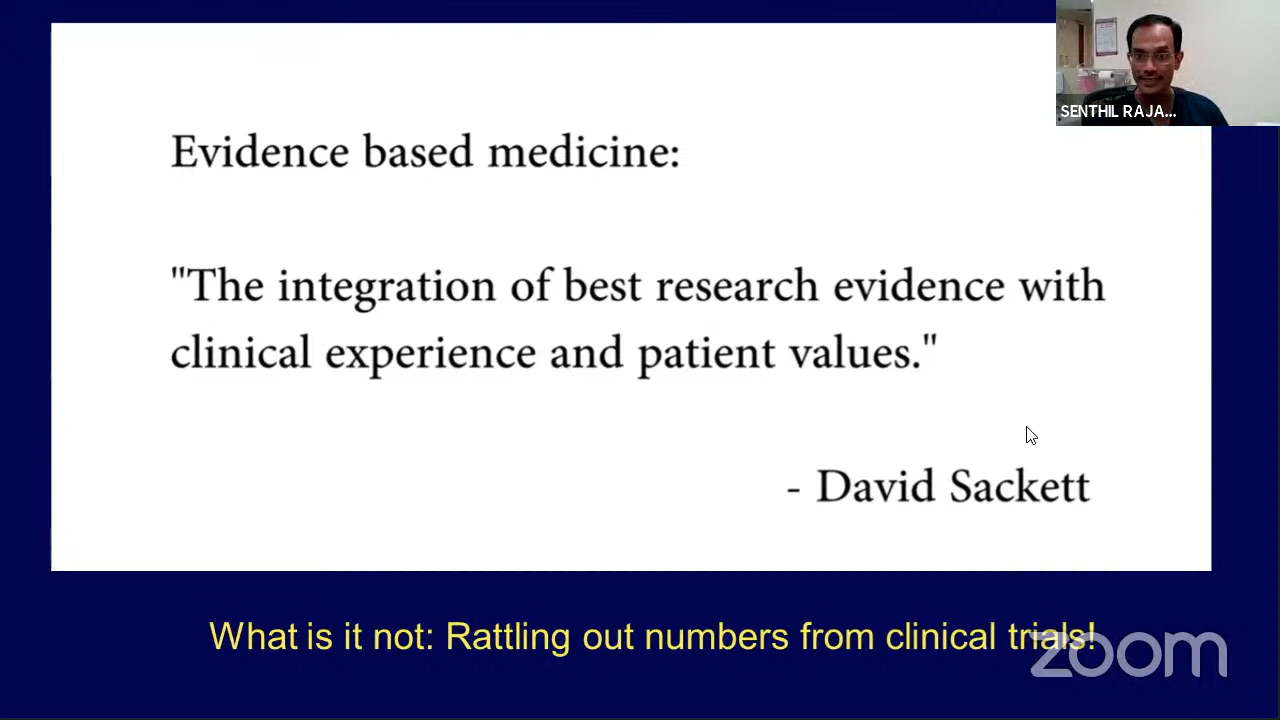 Evidence based medicine:
"The integration of best research evidence with
clinical experience and patient values."
- David Sackett
What is it not: Rattling out numbers from clinical trials!
SENTHIL RAJA...
zoom